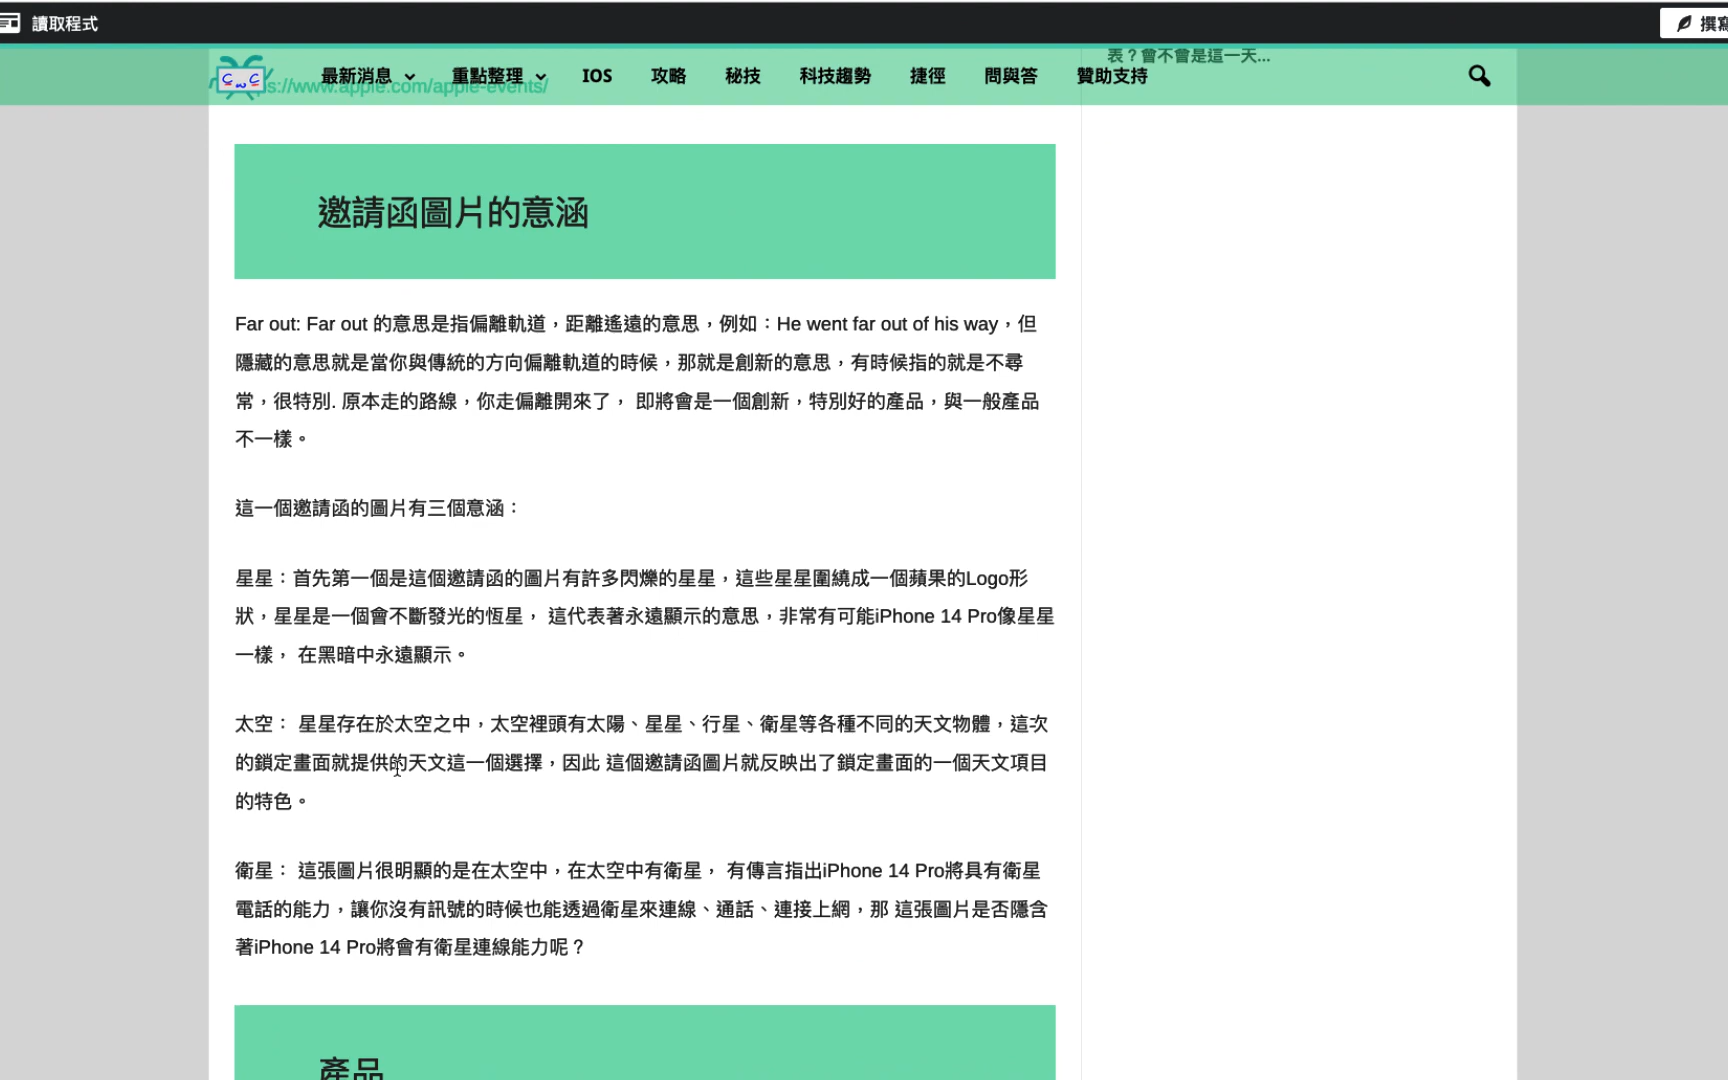 讀取程式
撰寫
表？會不會是這一天...
最新消息 重點整理 IOS 攻略 秘技 科技趨勢 捷徑 問與答 贊助支持
s://www.apple.com/apple-events/
邀請函圖片的意涵
Far out: Far out 的意思是指偏離軌道，距離遙遠的意思，例如：He went far out of his way，但
隱藏的意思就是當你與傳統的方向偏離軌道的時候，那就是創新的意思，有時候指的就是不尋
常，很特別. 原本走的路線，你走偏離開來了， 即將會是一個創新，特別好的產品，與一般產品
不一樣。
這一個邀請函的圖片有三個意涵：
星星：首先第一個是這個邀請函的圖片有許多閃爍的星星，這些星星圍繞成一個蘋果的Logo形
狀，星星是一個會不斷發光的恆星， 這代表著永遠顯示的意思，非常有可能iPhone 14 Pro像星星
一樣， 在黑暗中永遠顯示。
太空： 星星存在於太空之中，太空裡頭有太陽、星星、行星、衛星等各種不同的天文物體，這次
的鎖定畫面就提供的天文這一個選擇，因此 這個邀請函圖片就反映出了鎖定畫面的一個天文項目
的特色。
衛星： 這張圖片很明顯的是在太空中，在太空中有衛星， 有傳言指出iPhone 14 Pro將具有衛星
電話的能力，讓你沒有訊號的時候也能透過衛星來連線、通話、連接上網，那 這張圖片是否隱含
著iPhone 14 Pro將會有衛星連線能力呢？
產品